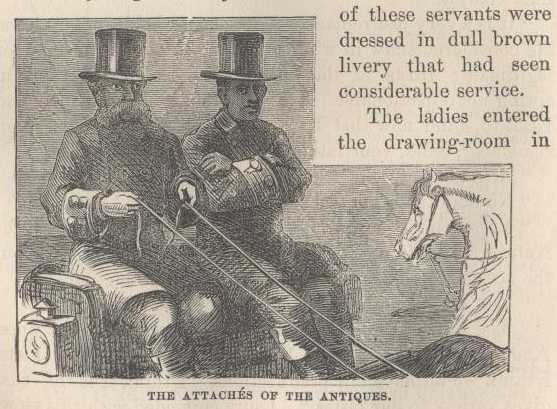 of these servants were
dressed in dull brown
livery that had seen
considerable service.
The ladies entered
the drawing-room in
THE ATTACHÉS OF THE ANTIQUES.